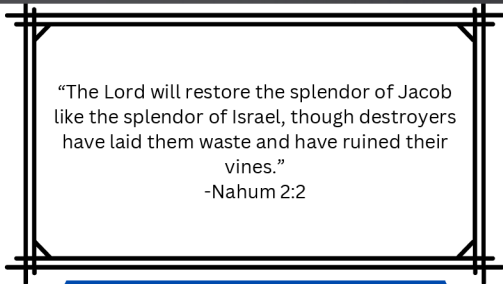 “The Lord will restore the splendor of Jacob
like the splendor of Israel, though destroyers
have laid them waste and have ruined their
vines.”
-Nahum 2:2